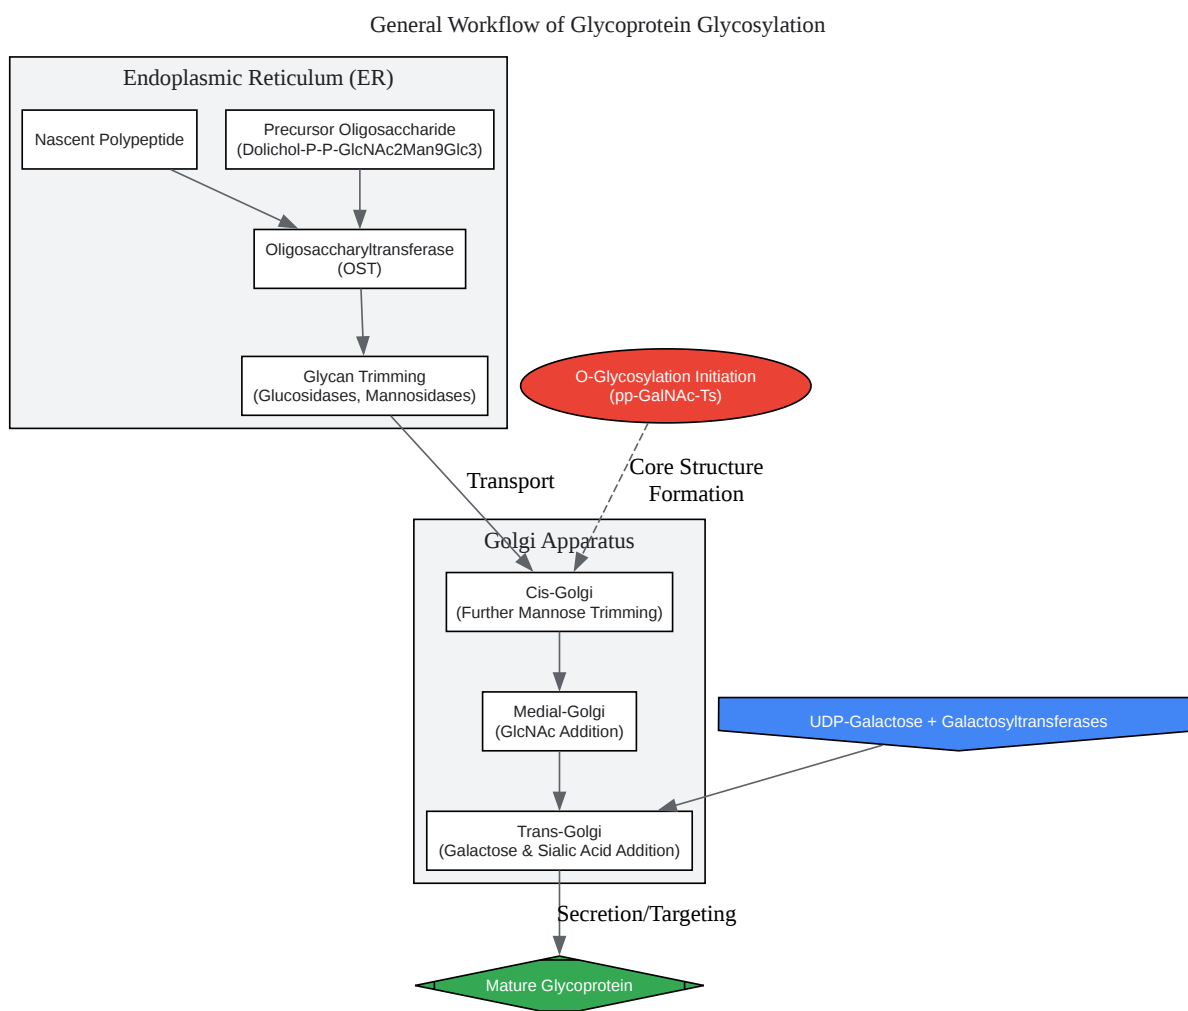 General Workflow of Glycoprotein Glycosylation
Endoplasmic Reticulum (ER)
Nascent Polypeptide
Precursor Oligosaccharide
(Dolichol-P-P-GlcNAc2Man9Glc3)
Oligosaccharyltransferase
(OST)
Glycan Trimming
(Glucosidases, Mannosidases)
O-Glycosylation Initiation
(pp-GalNAc-Ts)
Transport
Core Structure
Formation
Golgi Apparatus
Cis-Golgi
(Further Mannose Trimming)
Medial-Golgi
(GlcNAc Addition)
UDP-Galactose + Galactosyltransferases
Trans-Golgi
(Galactose & Sialic Acid Addition)
Secretion/Targeting
Mature Glycoprotein